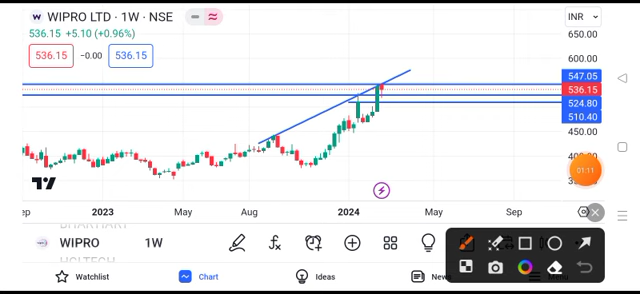 WIPRO LTD · 1W · NSE
INR
536.15 +5.10 (+0.96%)
536.15 −0.00 536.15
650.00
600.00
547.05
536.15
524.80
510.40
450.00
01:11
2023 May Aug 2024 May Sep
WIPRO 1W
HCLTECH
Watchlist Chart Ideas News